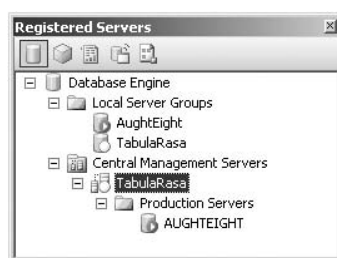 Registered Servers
Database Engine
Local Server Groups
AughtEight
TabulaRasa
Central Management Servers
TabulaRasa
Production Servers
AUGHTEIGHT